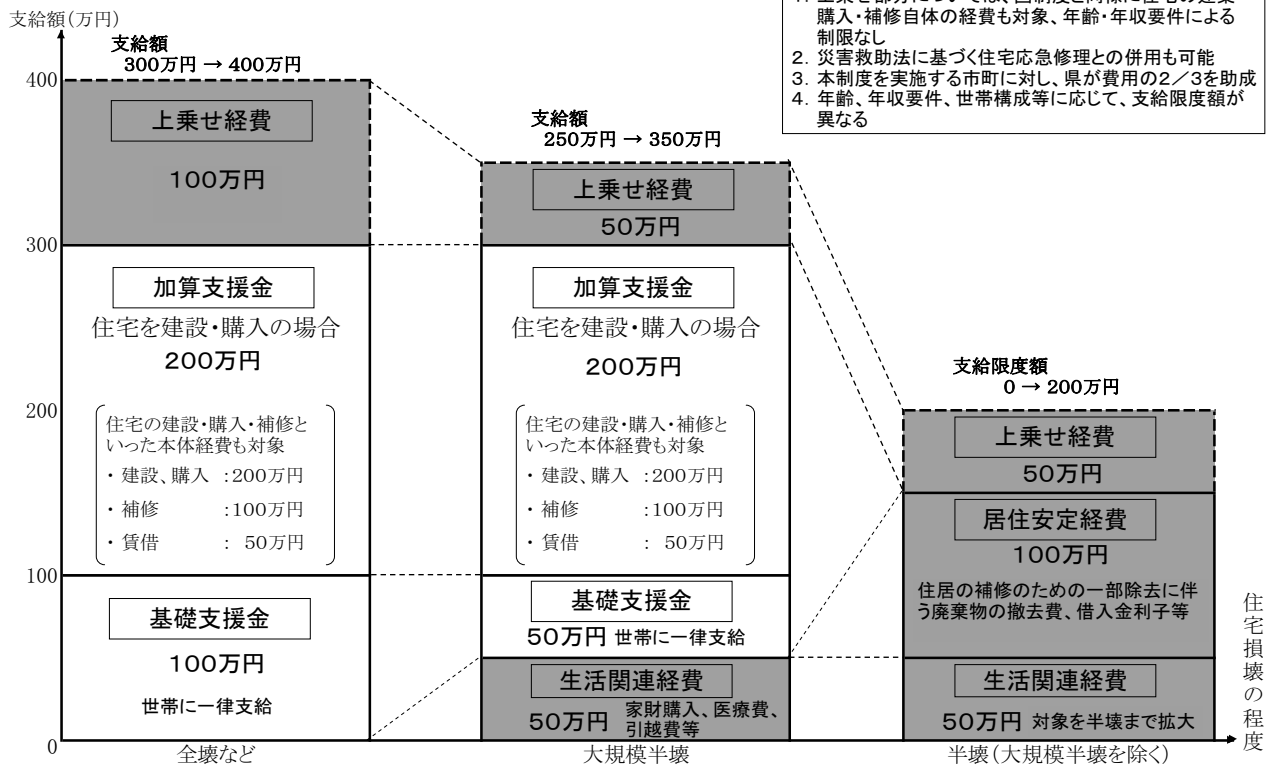 支給額(万円)
購入・補修自体の経費も対象、年齢・年収要件による
制限なし
2. 災害救助法に基づく住宅応急修理との併用も可能
3. 本制度を実施する市町に対し、県が費用の2/3を助成
4. 年齢、年収要件、世帯構成等に応じて、支給限度額が
異なる
支給額
300万円 → 400万円
400
上乗せ経費
100万円
支給額
250万円 → 350万円
上乗せ経費
50万円
300
加算支援金
住宅を建設・購入の場合
200万円
住宅の建設・購入・補修と
いった本体経費も対象
・ 建設、購入 :200万円
・ 補修 :100万円
・ 賃借 : 50万円
加算支援金
住宅を建設・購入の場合
200万円
住宅の建設・購入・補修と
いった本体経費も対象
・ 建設、購入 :200万円
・ 補修 :100万円
・ 賃借 : 50万円
支給限度額
0 → 200万円
200
上乗せ経費
50万円
居住安定経費
100万円
住居の補修のための一部除去に伴
う廃棄物の撤去費、借入金利子等
100
基礎支援金
100万円
世帯に一律支給
基礎支援金
50万円 世帯に一律支給
生活関連経費
50万円 家財購入、医療費、
引越費等
生活関連経費
50万円 対象を半壊まで拡大
住宅損壊の程度
0
全壊など
大規模半壊
半壊(大規模半壊を除く)